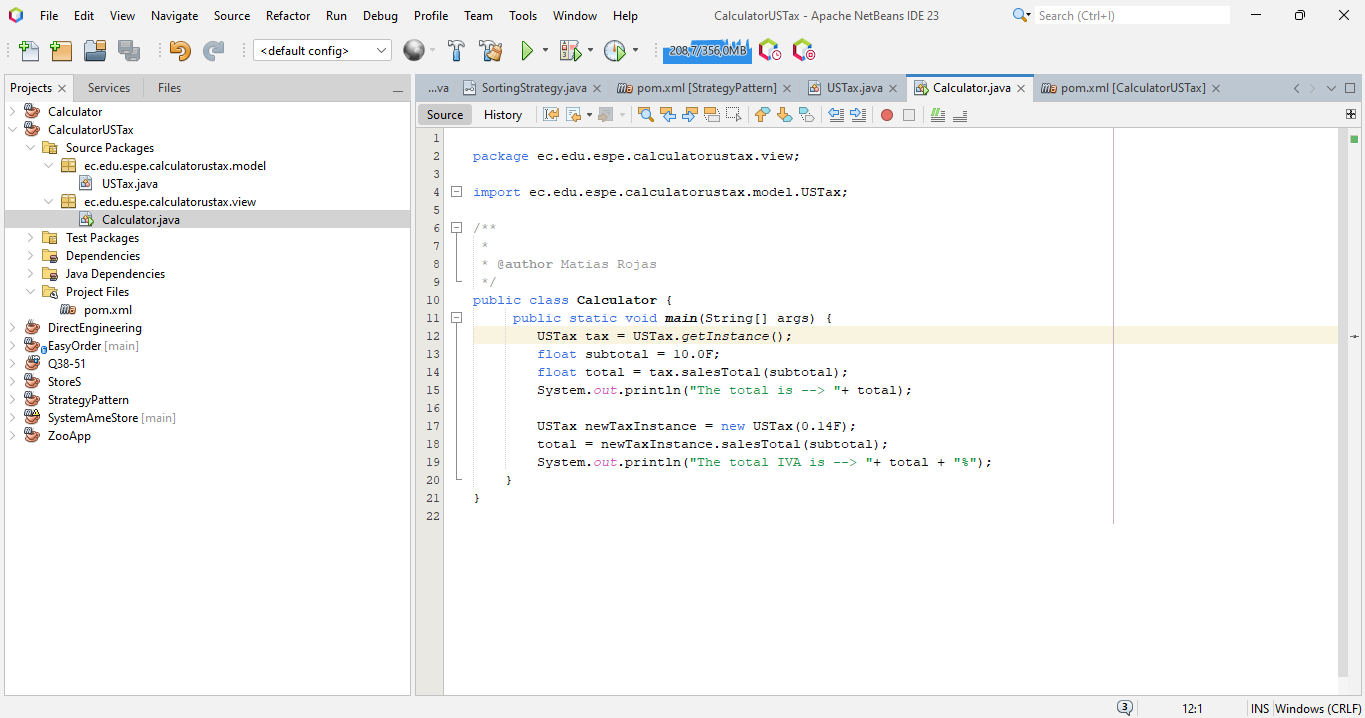 File Edit View Navigate Source Refactor Run Debug Profile Team Tools Window Help CalculatorUSTax - Apache NetBeans IDE 23 Search (Ctrl+I)
<default config> 208,7/356,0MB
Projects Services Files
Calculator
CalculatorUSTax
Source Packages
ec.edu.espe.calculatorustax.model
USTax.java
ec.edu.espe.calculatorustax.view
Calculator.java
Test Packages
Dependencies
Java Dependencies
Project Files
pom.xml
DirectEngineering
EasyOrder [main]
Q38-51
StoreS
StrategyPattern
SystemAmeStore [main]
ZooApp
...va SortingStrategy.java pom.xml [StrategyPattern] USTax.java Calculator.java pom.xml [CalculatorUSTax]
Source History
1
2 package ec.edu.espe.calculatorustax.view;
3
4 import ec.edu.espe.calculatorustax.model.USTax;
5
6 /**
7 *
8 * @author Matias Rojas
9 */
10 public class Calculator {
11 public static void main(String[] args) {
12 USTax tax = USTax.getInstance();
13 float subtotal = 10.0F;
14 float total = tax.salesTotal(subtotal);
15 System.out.println("The total is --> "+ total);
16
17 USTax newTaxInstance = new USTax(0.14F);
18 total = newTaxInstance.salesTotal(subtotal);
19 System.out.println("The total IVA is --> "+ total + "%");
20 }
21 }
22
3 12:1 INS Windows (CRLF)